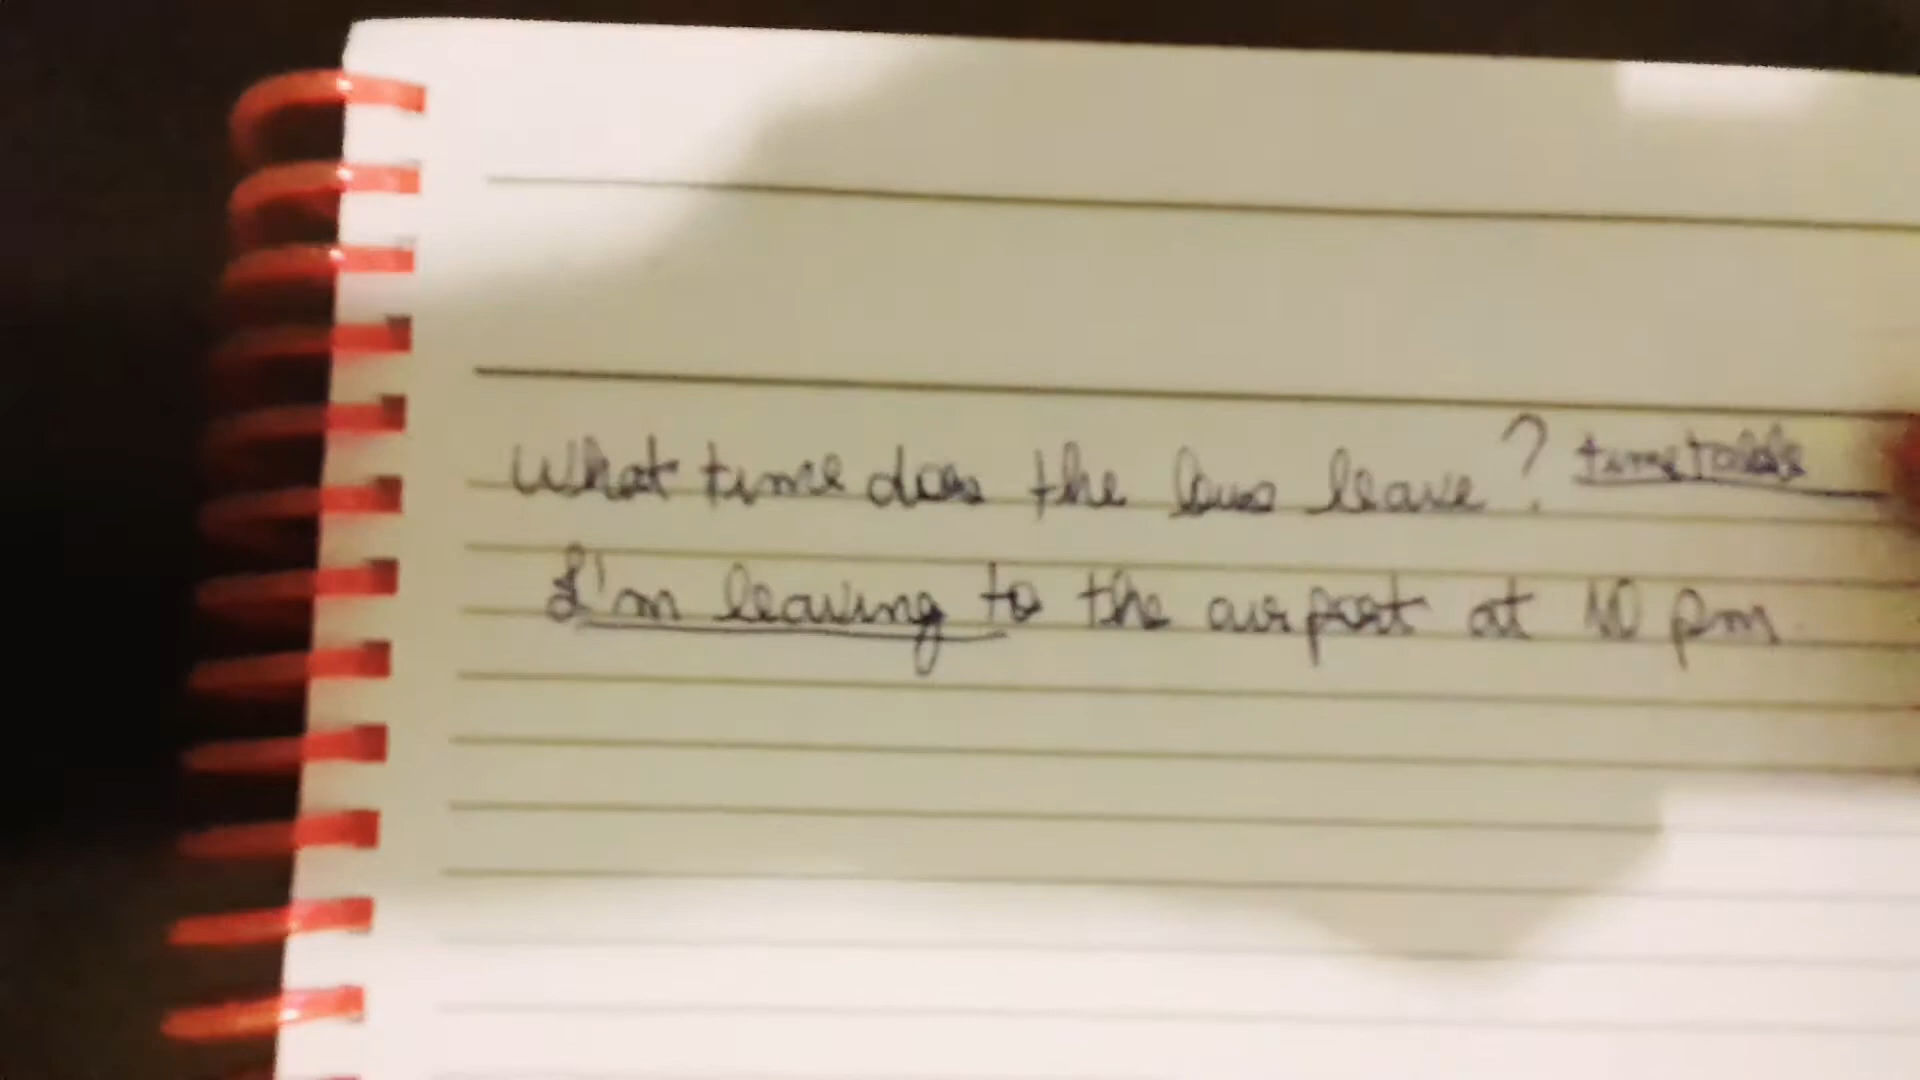 What time does the bus leave? timetable
I'm leaving to the airport at 10 pm